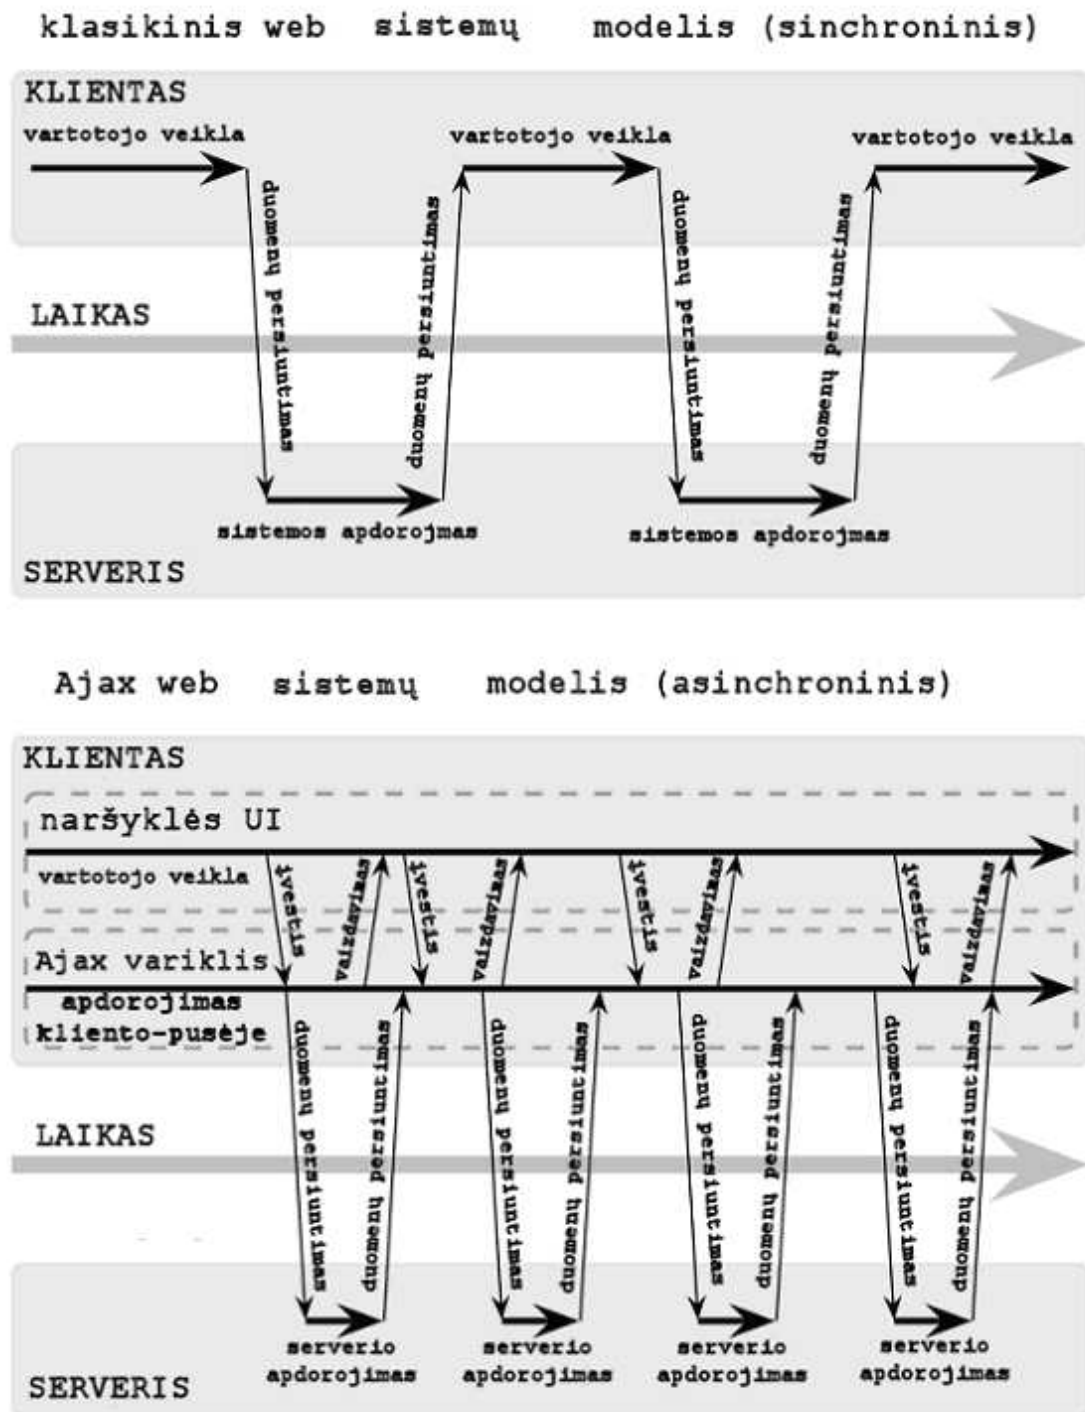 klasikinis web sistemų modelis (sinchroninis)
KLIENTAS
vartotojo veikla
vartotojo veikla
vartotojo veikla
duomenų persiuntimas
duomenų persiuntimas
duomenų persiuntimas
duomenų persiuntimas
LAIKAS
sistemos apdorojmas
sistemos apdorojmas
SERVERIS
Ajax web sistemų modelis (asinchroninis)
KLIENTAS
naršyklės UI
vartotojo veikla
įvestis
vaizdavimas
įvestis
vaizdavimas
įvestis
vaizdavimas
įvestis
vaizdavimas
Ajax variklis
apdorojimas
kliento-pusėje
duomenų persiuntimas
duomenų persiuntimas
duomenų persiuntimas
duomenų persiuntimas
duomenų persiuntimas
duomenų persiuntimas
duomenų persiuntimas
duomenų persiuntimas
LAIKAS
serverio
apdorojimas
serverio
apdorojimas
serverio
apdorojimas
serverio
apdorojimas
SERVERIS